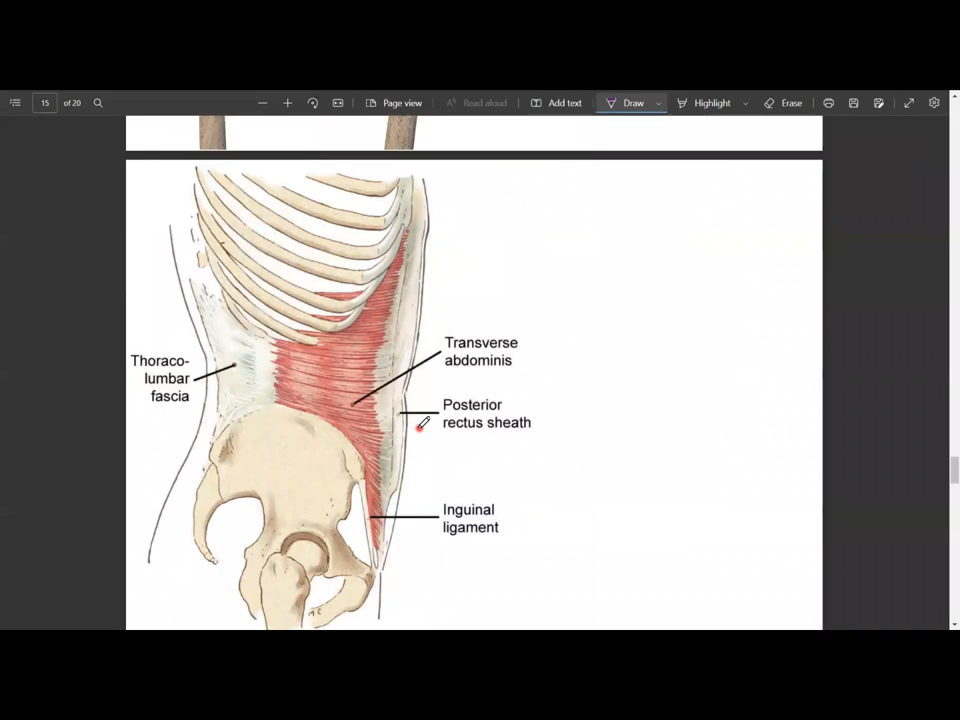 15 of 20 Page view Read aloud Add text Draw Highlight Erase
Transverse
abdominis
Thoraco-
lumbar
fascia
Posterior
rectus sheath
Inguinal
ligament